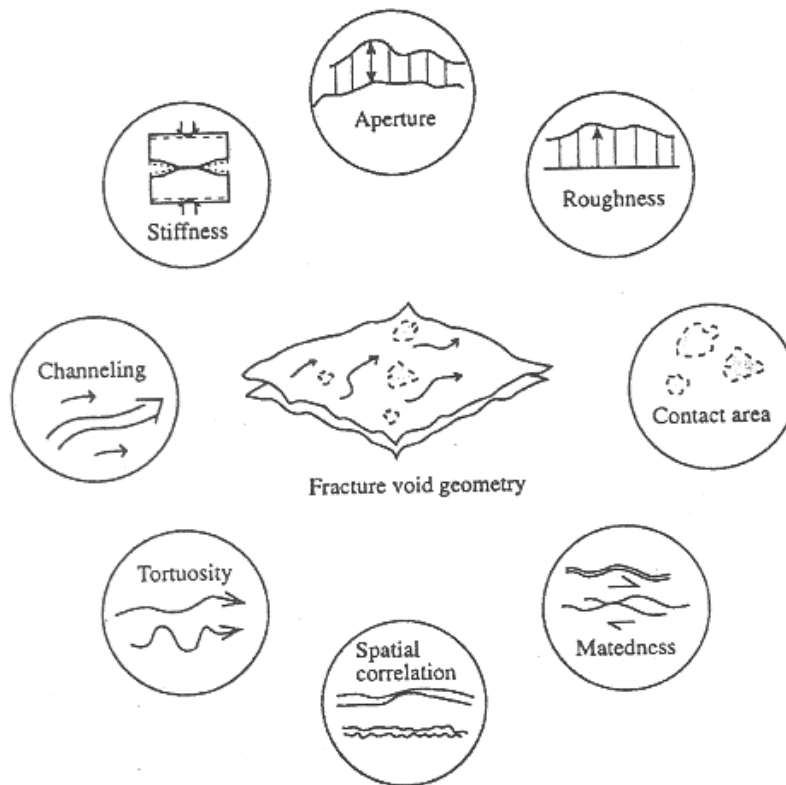 Aperture
Roughness
Stiffness
Channeling
Contact area
Fracture void geometry
Tortuosity
Matedness
Spatial
correlation